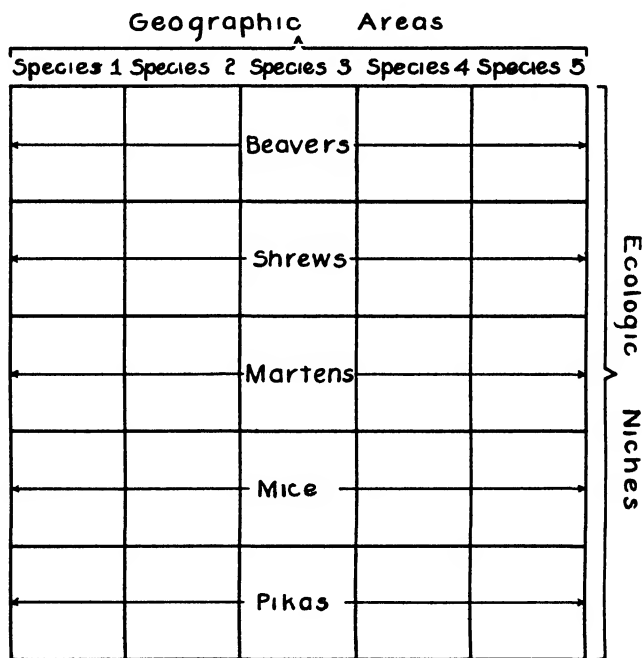 Geographic Areas
Species 1 Species 2 Species 3 Species 4 Species 5
Beavers
Shrews
Martens
Mice
Pikas
Ecologic Niches